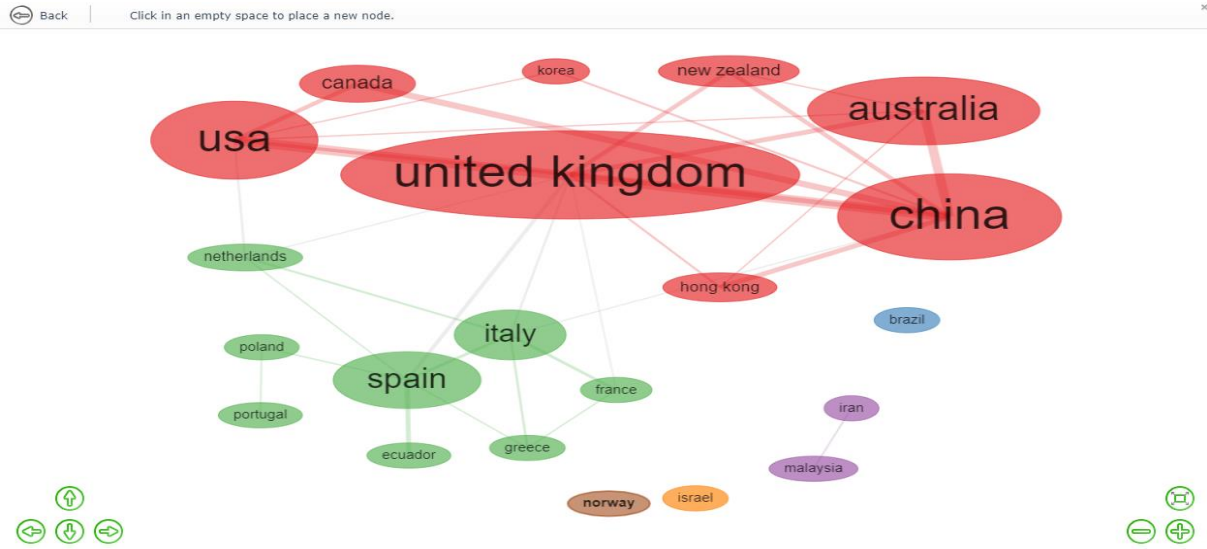 Back
Click in an empty space to place a new node.
korea
new zealand
canada
australia
usa
united kingdom
china
netherlands
hong kong
brazil
italy
poland
spain
france
iran
portugal
greece
ecuador
malaysia
norway
israel